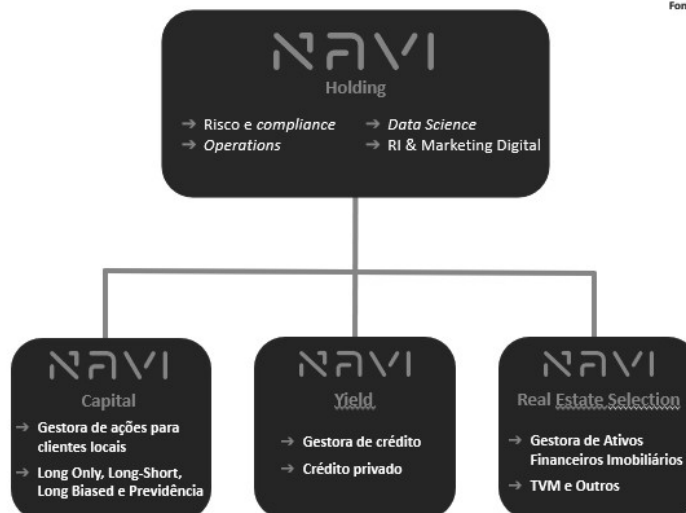 Fon
NAVI
Holding
→ Risco e compliance → Data Science
→ Operations → RI & Marketing Digital
NAVI
Capital
→ Gestora de ações para
clientes locais
→ Long Only, Long-Short,
Long Biased e Previdência
NAVI
Yield
→ Gestora de crédito
→ Crédito privado
NAVI
Real Estate Selection
→ Gestora de Ativos
Financeiros Imobiliários
→ TVM e Outros